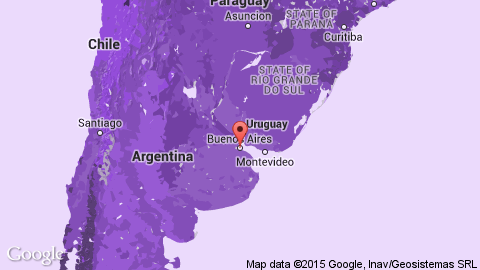 Paraguay
Asuncion
STATE OF
PARANÁ
Curitiba
Chile
STATE OF
RIO GRANDE
DO SUL
Santiago
Uruguay
Buenos Aires
Argentina
Montevideo
Google
Map data ©2015 Google, Inav/Geosistemas SRL